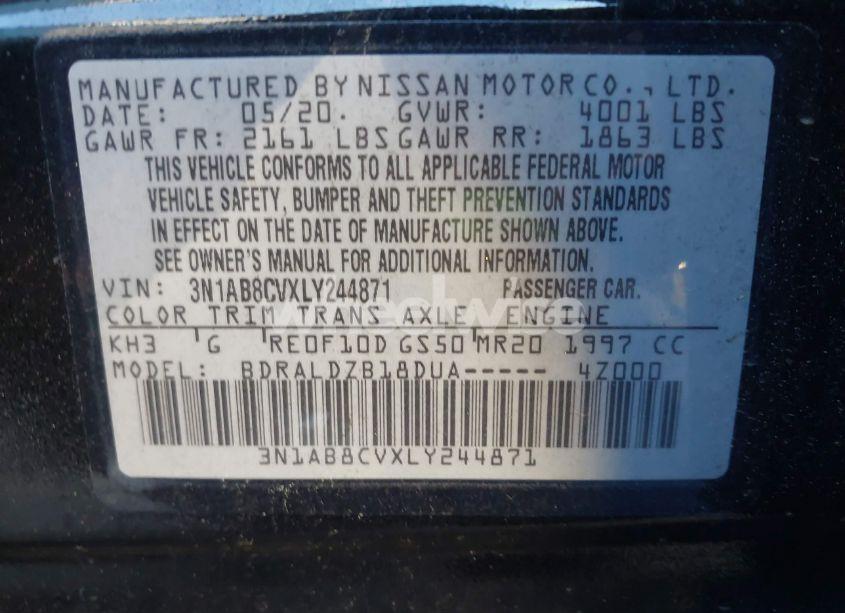 MANUFACTURED BY NISSAN MOTOR CO., LTD.
DATE: 05/20. GVWR: 4001 LBS
GAWR FR: 2161 LBS GAWR RR: 1863 LBS
THIS VEHICLE CONFORMS TO ALL APPLICABLE FEDERAL MOTOR
VEHICLE SAFETY, BUMPER AND THEFT PREVENTION STANDARDS
IN EFFECT ON THE DATE OF MANUFACTURE SHOWN ABOVE.
SEE OWNER'S MANUAL FOR ADDITIONAL INFORMATION.
VIN: 3N1AB8CVXLY244871 PASSENGER CAR.
COLOR TRIM TRANS AXLE ENGINE
KH3 G RE0F10D GS50 MR20 1997 CC
MODEL: BDRALDZB18DUA----- 4Z000
3N1AB8CVXLY244871